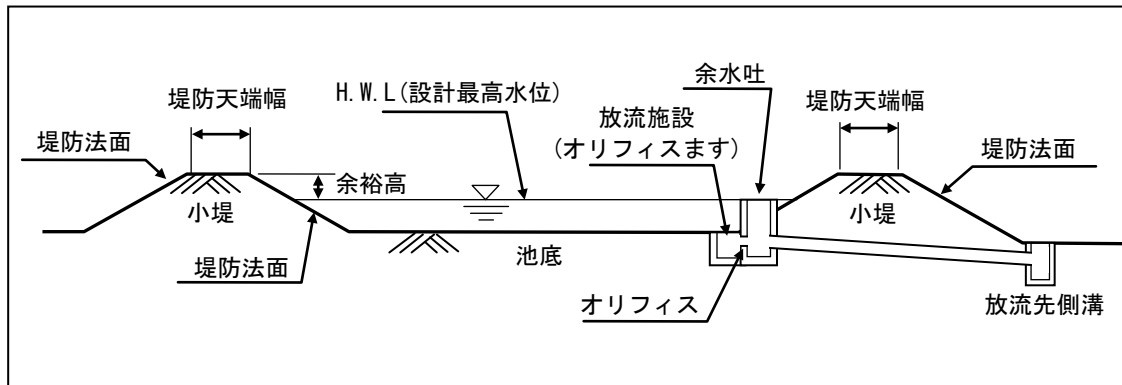 余水吐
堤防天端幅
H.W.L(設計最高水位)
放流施設
(オリフィスます)
堤防天端幅
堤防法面
堤防法面
余裕高
小堤
小堤
池底
堤防法面
オリフィス
放流先側溝